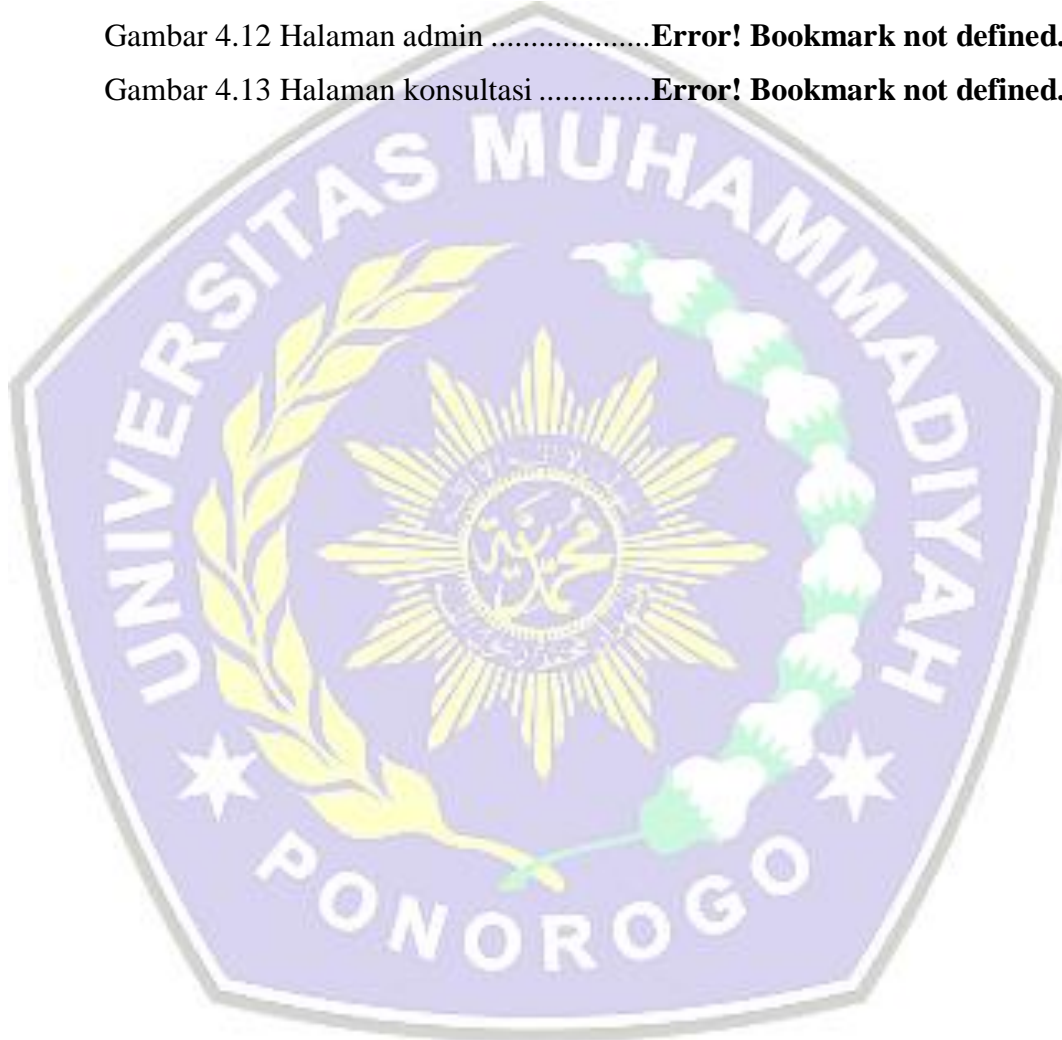 Gambar 4.12 Halaman admin ...................Error! Bookmark not defined.
Gambar 4.13 Halaman konsultasi .............Error! Bookmark not defined.
UNIVERSITAS MUHAMMADIYAH
PONOROGO
محمدية